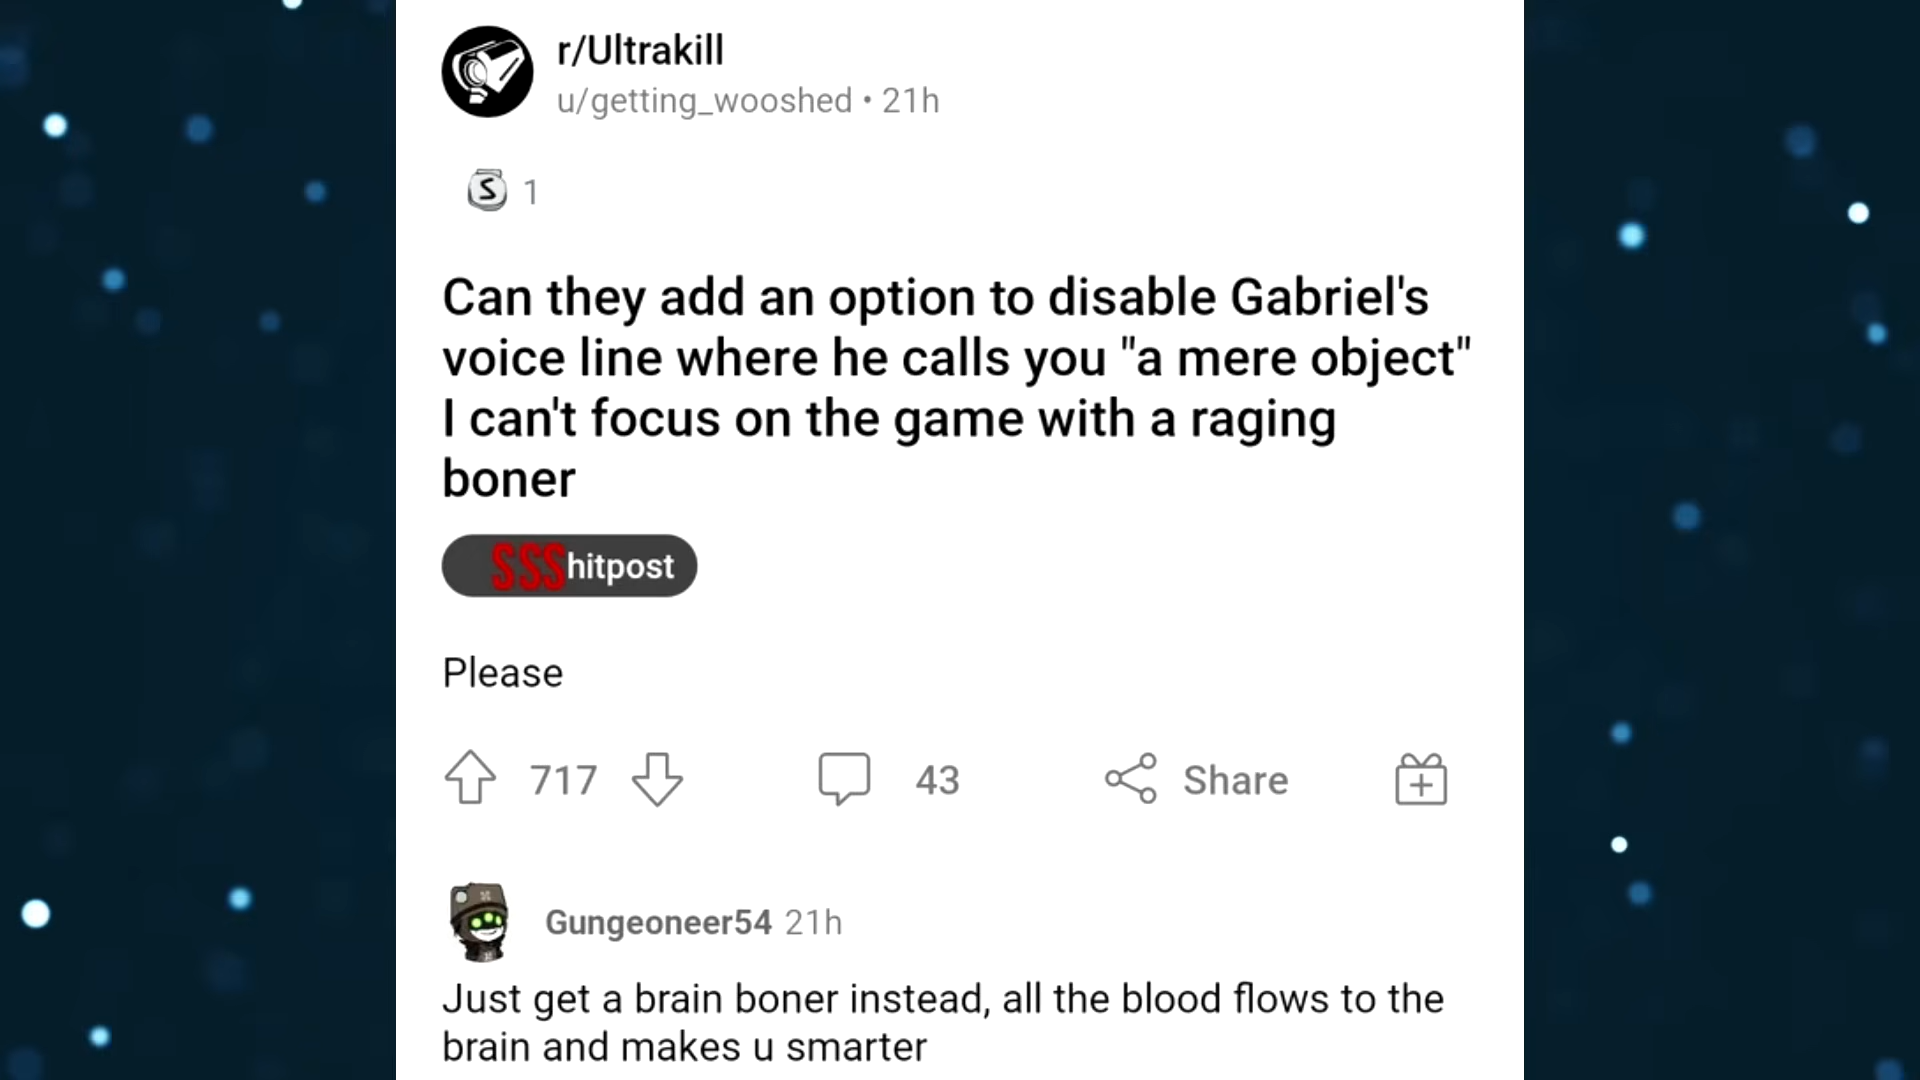 r/Ultrakill
u/getting_wooshed • 21h
S 1
Can they add an option to disable Gabriel's
voice line where he calls you "a mere object"
I can't focus on the game with a raging
boner
SSShitpost
Please
717 43 Share
Gungeoneer54 21h
Just get a brain boner instead, all the blood flows to the
brain and makes u smarter